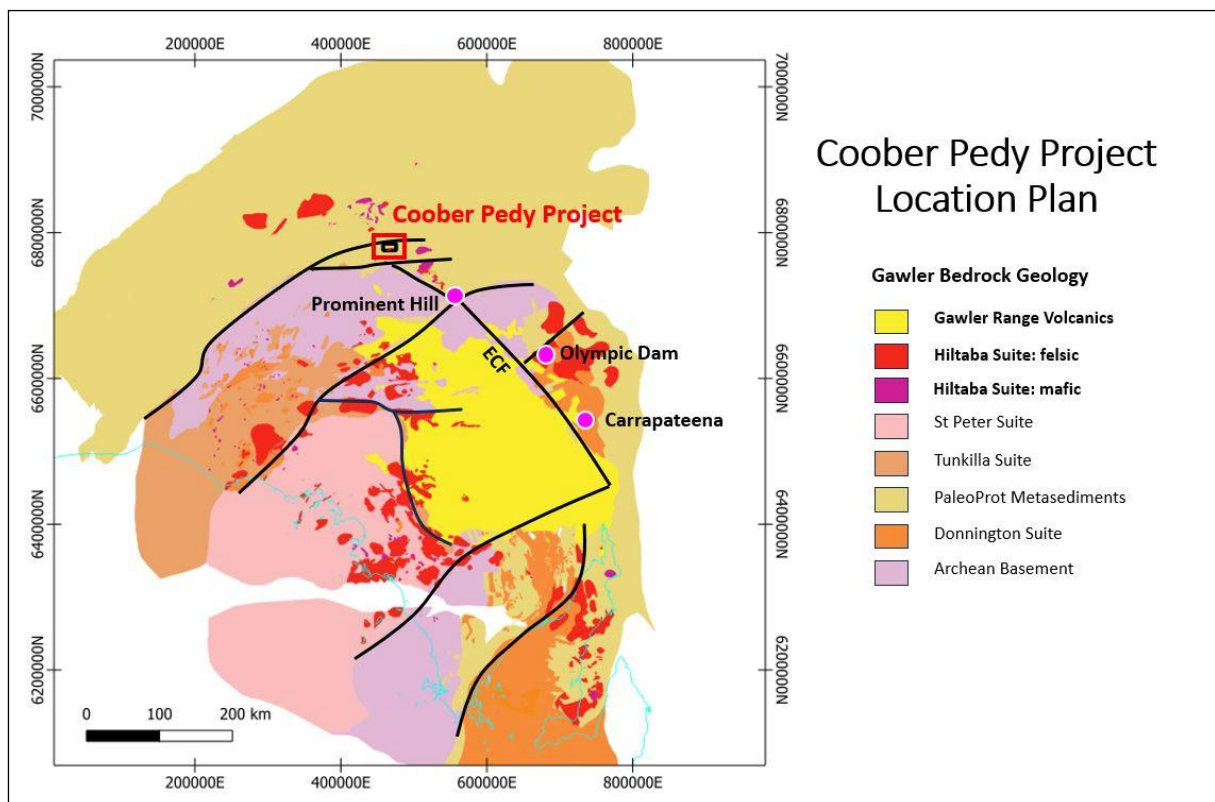 200000E 400000E 600000E 800000E
7000000N
7000000N
6800000N
6800000N
6600000N
6600000N
6400000N
6400000N
6200000N
6200000N
Coober Pedy Project
Prominent Hill
ECF
Olympic Dam
Carrapateena
0 100 200 km
200000E 400000E 600000E 800000E
Coober Pedy Project
Location Plan
Gawler Bedrock Geology
Gawler Range Volcanics
Hiltaba Suite: felsic
Hiltaba Suite: mafic
St Peter Suite
Tunkilla Suite
PaleoProt Metasediments
Donnington Suite
Archean Basement